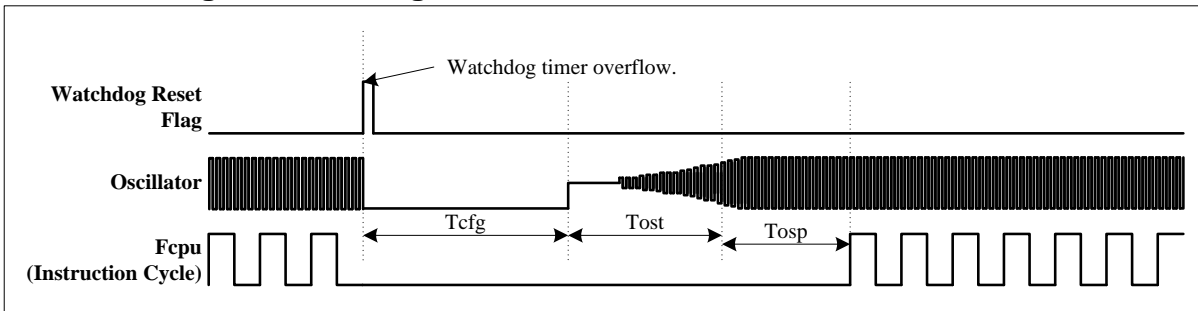 Watchdog timer overflow.
Watchdog Reset
Flag
Oscillator
Tcfg
Tost
Tosp
Fcpu
(Instruction Cycle)